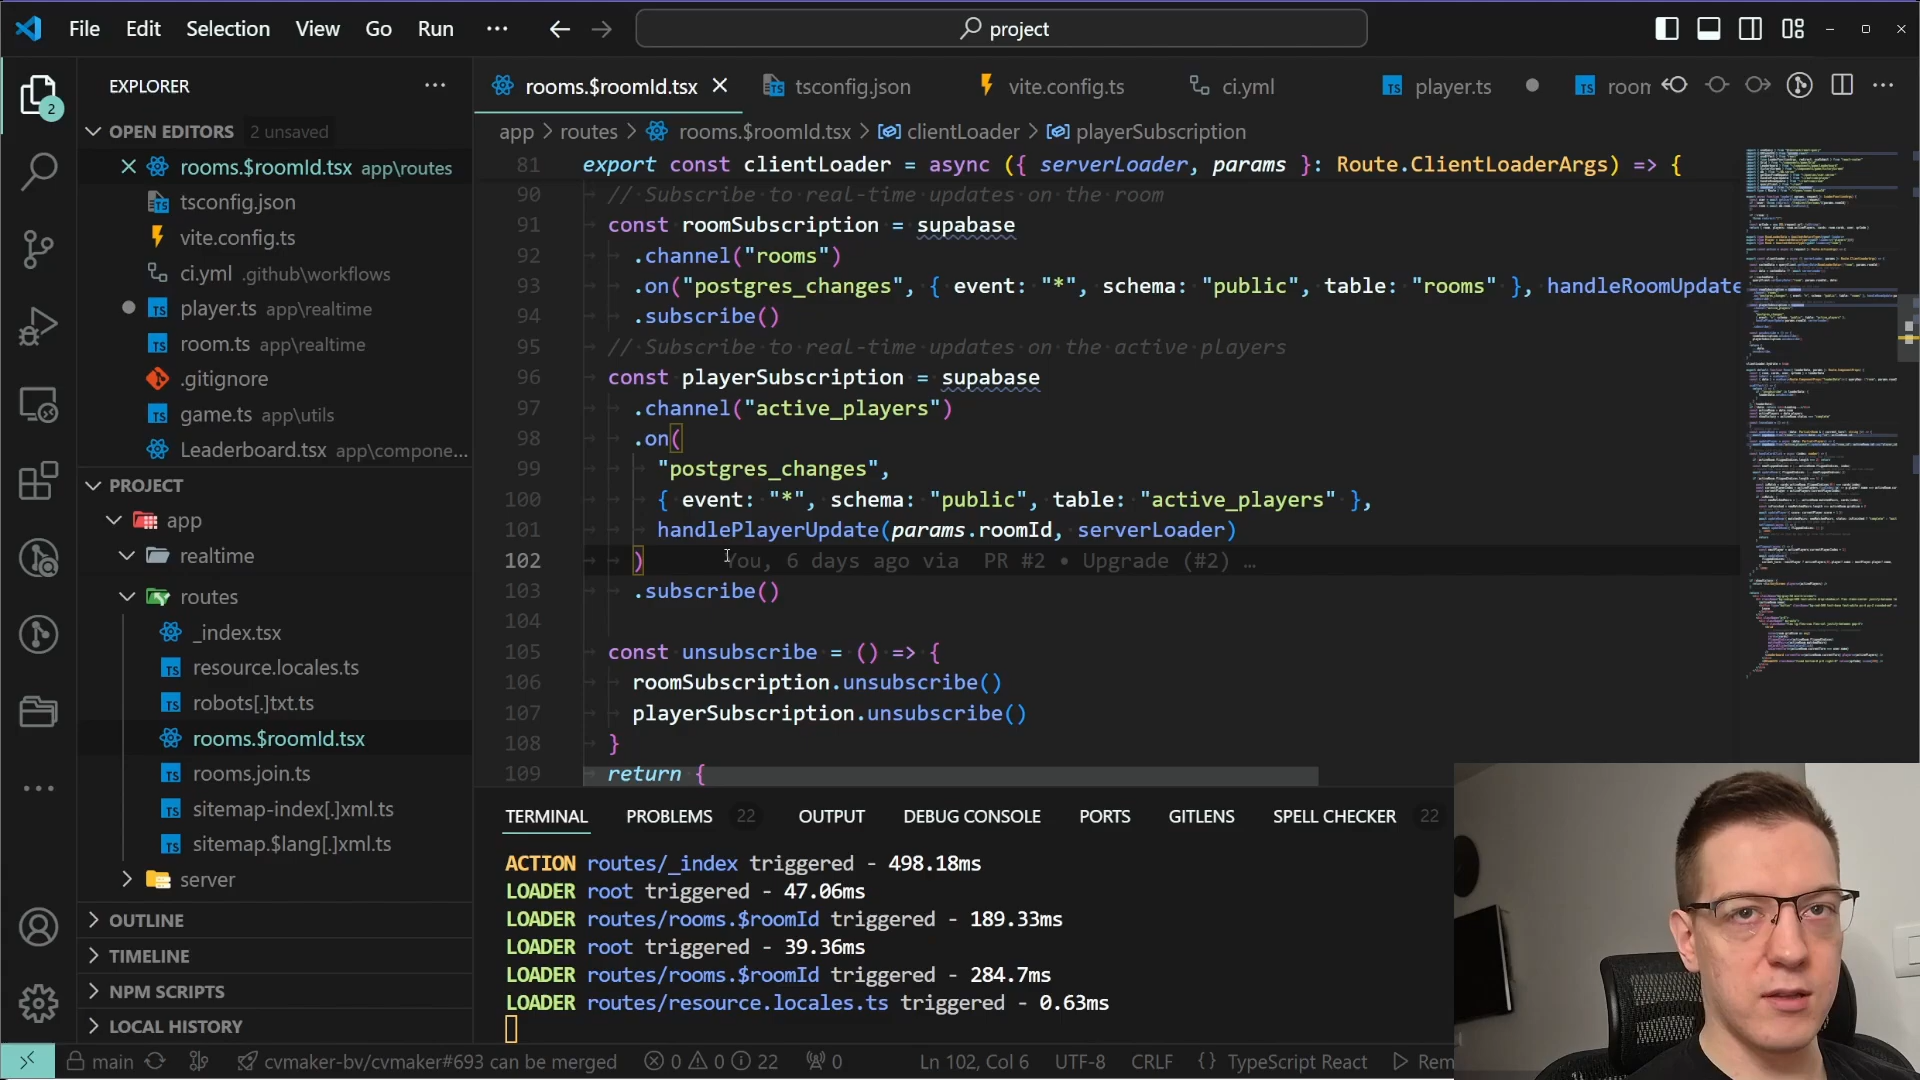 File Edit Selection View Go Run ··· project
EXPLORER ···
OPEN EDITORS 2 unsaved
rooms.$roomId.tsx app\routes
tsconfig.json
vite.config.ts
ci.yml .github\workflows
player.ts app\realtime
room.ts app\realtime
.gitignore
game.ts app\utils
Leaderboard.tsx app\compone...
PROJECT
app
realtime
routes
_index.tsx
resource.locales.ts
robots[.]txt.ts
rooms.$roomId.tsx
rooms.join.ts
sitemap-index[.]xml.ts
sitemap.$lang[.]xml.ts
server
OUTLINE
TIMELINE
NPM SCRIPTS
LOCAL HISTORY
2
rooms.$roomId.tsx tsconfig.json vite.config.ts ci.yml player.ts room
app > routes > rooms.$roomId.tsx > clientLoader > playerSubscription
81 export const clientLoader = async ({ serverLoader, params }: Route.ClientLoaderArgs) => {
90 // Subscribe to real-time updates on the room
91 const roomSubscription = supabase
92 .channel("rooms")
93 .on("postgres_changes", { event: "*", schema: "public", table: "rooms" }, handleRoomUpdate
94 .subscribe()
95 // Subscribe to real-time updates on the active players
96 const playerSubscription = supabase
97 .channel("active_players")
98 .on(
99 "postgres_changes",
100 { event: "*", schema: "public", table: "active_players" },
101 handlePlayerUpdate(params.roomId, serverLoader)
102 ) You, 6 days ago via PR #2 • Upgrade (#2) …
103 .subscribe()
104
105 const unsubscribe = () => {
106 roomSubscription.unsubscribe()
107 playerSubscription.unsubscribe()
108 }
109 return {
TERMINAL PROBLEMS 22 OUTPUT DEBUG CONSOLE PORTS GITLENS SPELL CHECKER 22
ACTION routes/_index triggered - 498.18ms
LOADER root triggered - 47.06ms
LOADER routes/rooms.$roomId triggered - 189.33ms
LOADER root triggered - 39.36ms
LOADER routes/rooms.$roomId triggered - 284.7ms
LOADER routes/resource.locales.ts triggered - 0.63ms
main cvmaker-bv/cvmaker#693 can be merged 0 0 22 0 Ln 102, Col 6 UTF-8 CRLF {} TypeScript React Rem